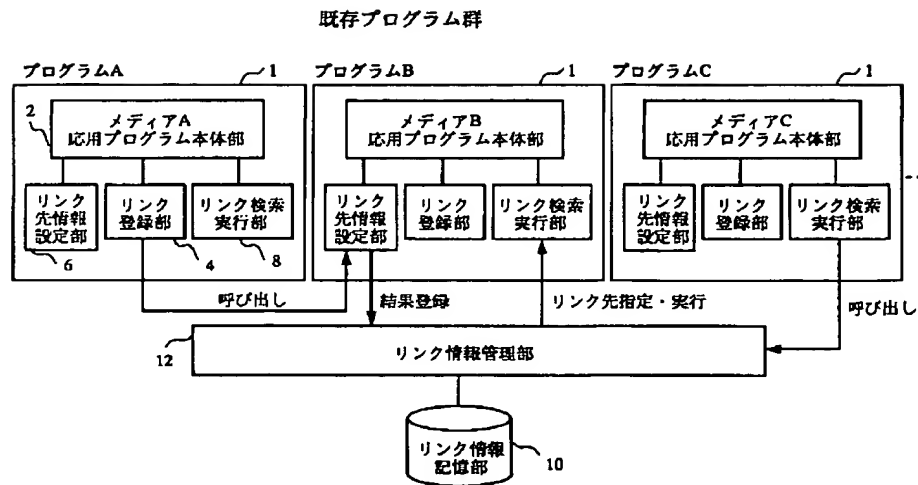 既存プログラム群
プログラムA
1
プログラムB
1
プログラムC
1
2
メディアA
応用プログラム本体部
メディアB
応用プログラム本体部
メディアC
応用プログラム本体部
リンク
先情報
設定部
リンク
登録部
リンク検索
実行部
リンク
先情報
設定部
リンク
登録部
リンク検索
実行部
リンク
先情報
設定部
リンク
登録部
リンク検索
実行部
6
4
8
呼び出し
結果登録
リンク先指定・実行
呼び出し
12
リンク情報管理部
リンク情報
記憶部
10